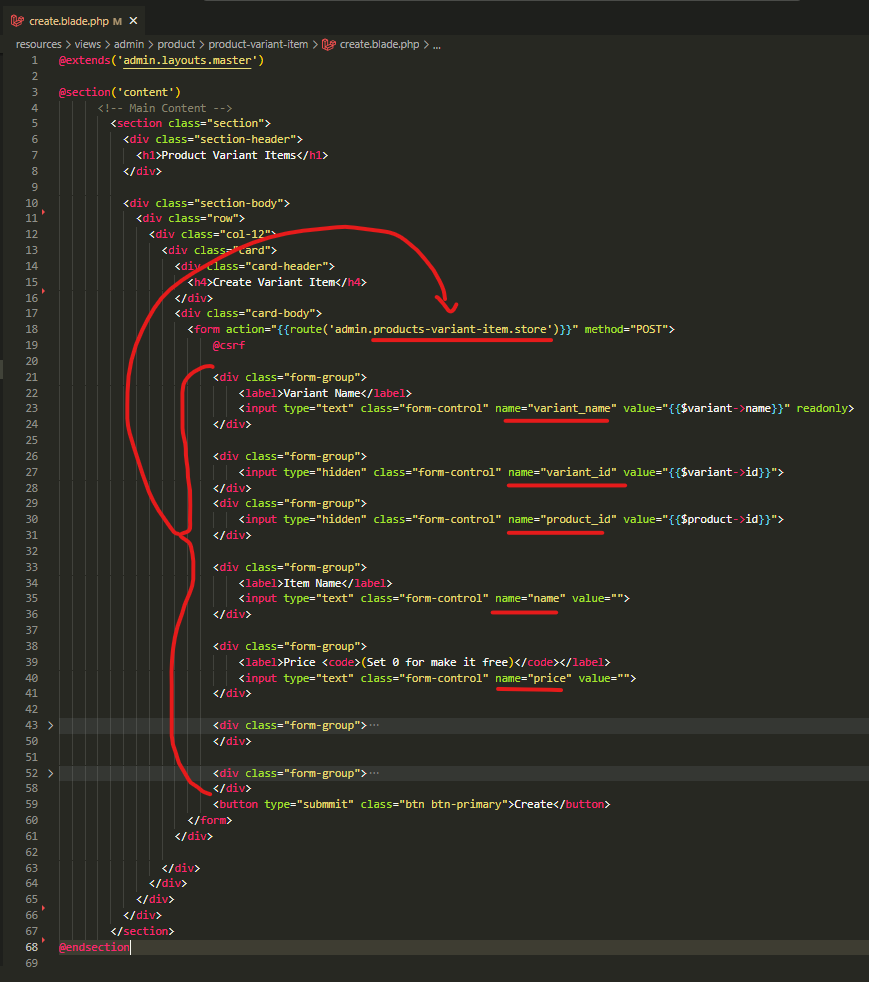 create.blade.php M ×
resources > views > admin > product > product-variant-item > create.blade.php > ...
1 @extends('admin.layouts.master')
2
3 @section('content')
4 <!-- Main Content -->
5 <section class="section">
6 <div class="section-header">
7 <h1>Product Variant Items</h1>
8 </div>
9
10 <div class="section-body">
11 <div class="row">
12 <div class="col-12">
13 <div class="card">
14 <div class="card-header">
15 <h4>Create Variant Item</h4>
16 </div>
17 <div class="card-body">
18 <form action="{{route('admin.products-variant-item.store')}}" method="POST">
19 @csrf
20
21 <div class="form-group">
22 <label>Variant Name</label>
23 <input type="text" class="form-control" name="variant_name" value="{{$variant->name}}" readonly>
24 </div>
25
26 <div class="form-group">
27 <input type="hidden" class="form-control" name="variant_id" value="{{$variant->id}}">
28 </div>
29 <div class="form-group">
30 <input type="hidden" class="form-control" name="product_id" value="{{$product->id}}">
31 </div>
32
33 <div class="form-group">
34 <label>Item Name</label>
35 <input type="text" class="form-control" name="name" value="">
36 </div>
37
38 <div class="form-group">
39 <label>Price <code>(Set 0 for make it free)</code></label>
40 <input type="text" class="form-control" name="price" value="">
41 </div>
42
43 > <div class="form-group"> ...
50 </div>
51
52 > <div class="form-group"> ...
58 </div>
59 <button type="submmit" class="btn btn-primary">Create</button>
60 </form>
61 </div>
62
63 </div>
64 </div>
65 </div>
66 </div>
67 </section>
68 @endsection
69